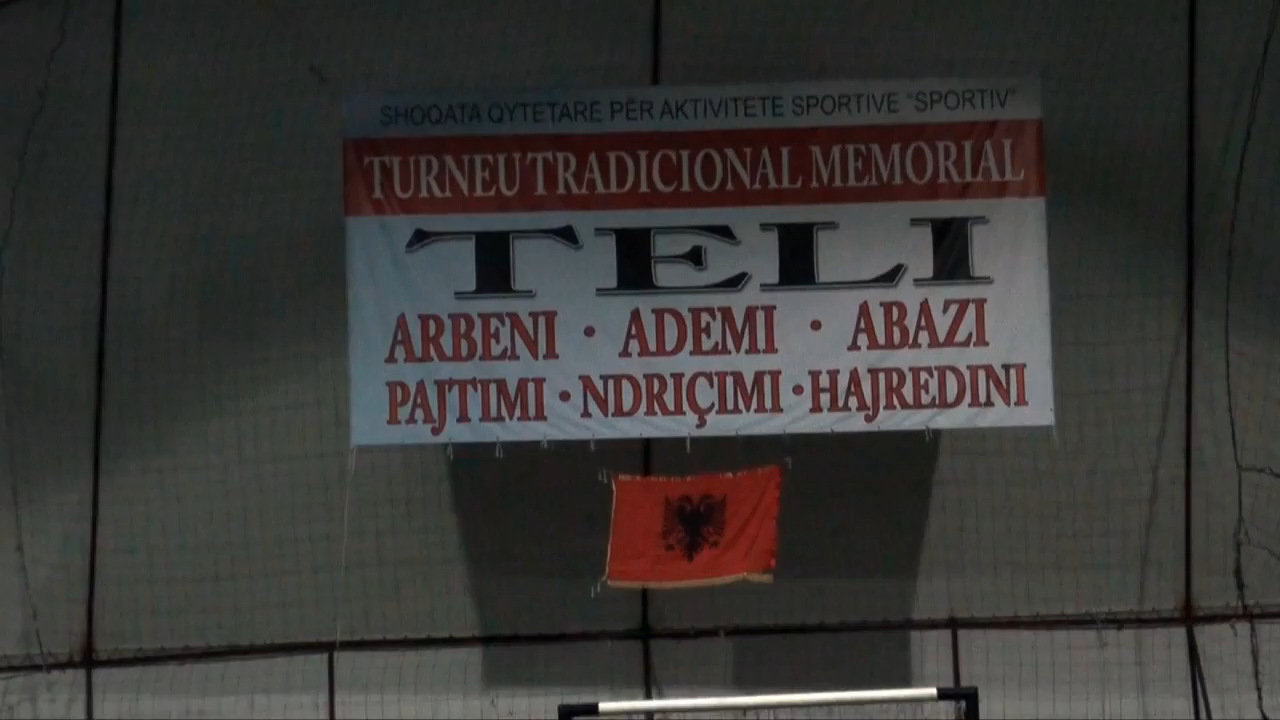 SHOQATA QYTETARE PËR AKTIVITETE SPORTIVE "SPORTIV"
TURNEU TRADICIONAL MEMORIAL
TELI
ARBENI • ADEMI • ABAZI
PAJTIMI • NDRIÇIMI • HAJREDINI